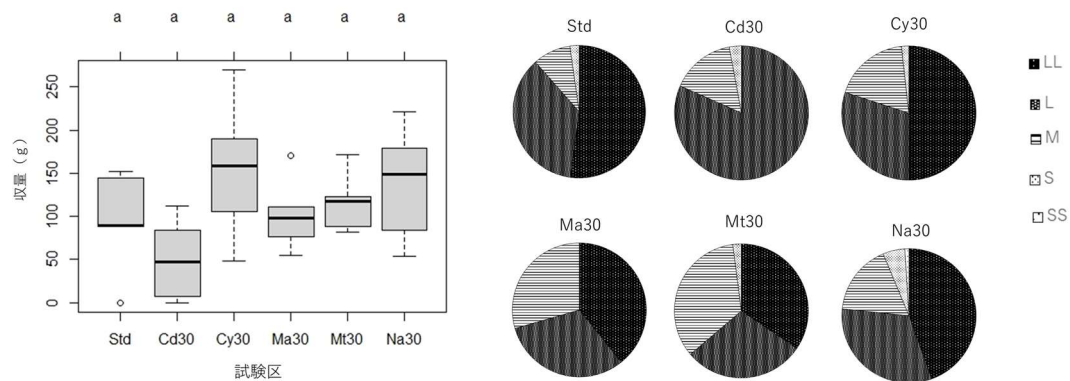 a a a a a a
250
200
150
100
50
0
収量（g）
Std Cd30 Cy30 Ma30 Mt30 Na30
試験区
Std Cd30 Cy30
Ma30 Mt30 Na30
LL
L
M
S
SS